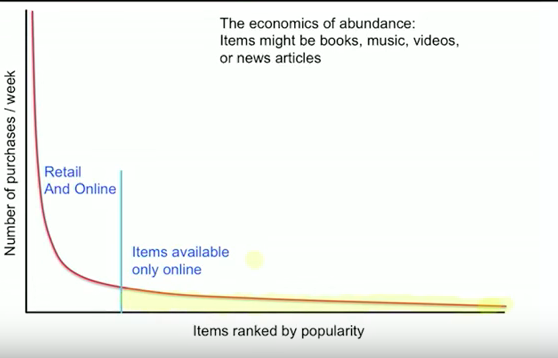 The economics of abundance:
Items might be books, music, videos,
or news articles
Number of purchases / week
Retail
And Online
Items available
only online
Items ranked by popularity